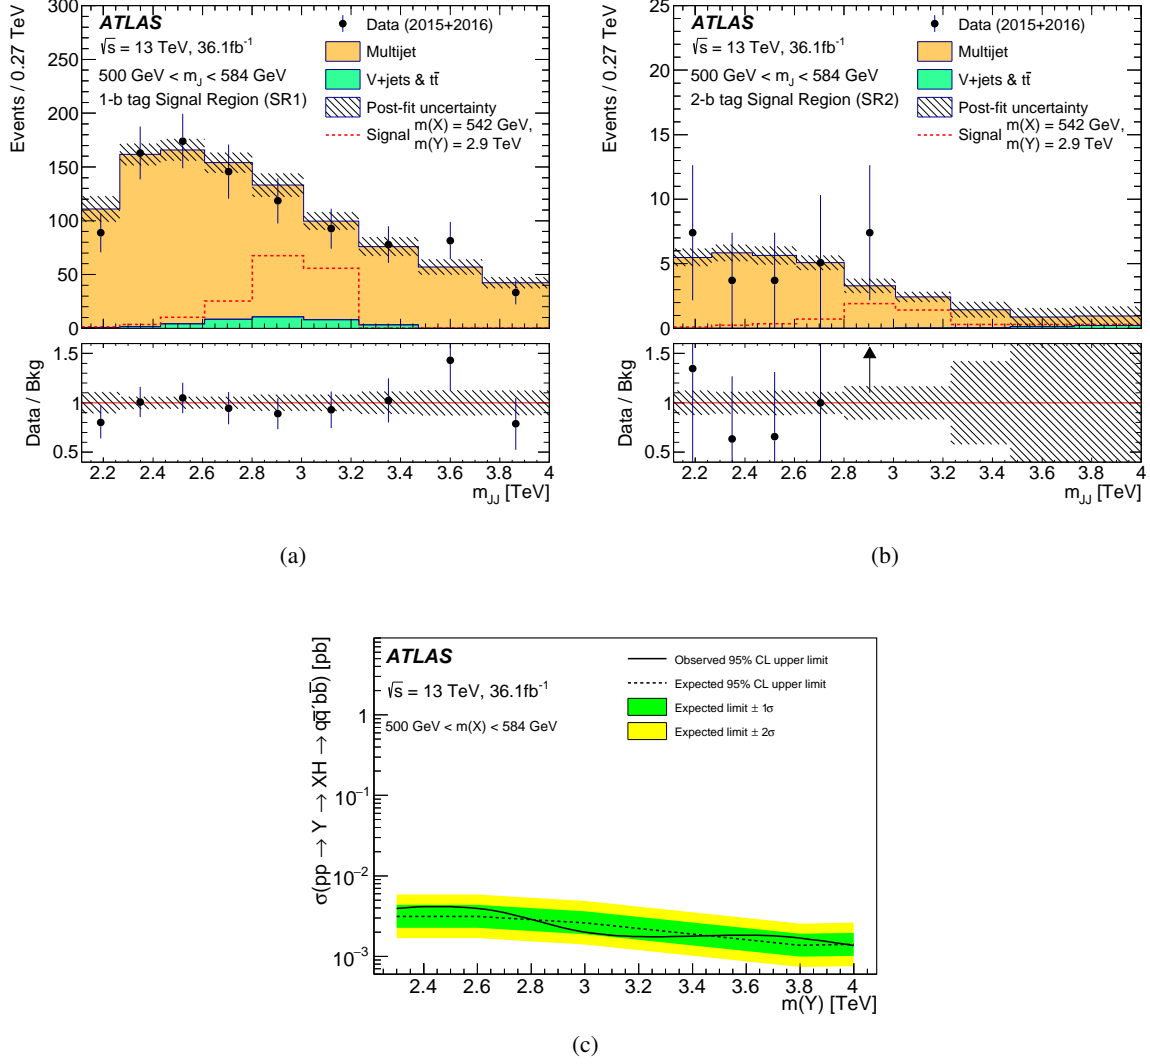 Events / 0.27 TeV
300
250
200
150
100
50
0
ATLAS
√s = 13 TeV, 36.1fb⁻¹
500 GeV < m_J < 584 GeV
1-b tag Signal Region (SR1)
Data (2015+2016)
Multijet
V+jets & tt̅
Post-fit uncertainty
Signal m(X) = 542 GeV,
m(Y) = 2.9 TeV
Data / Bkg
1.5
1
0.5
2.2 2.4 2.6 2.8 3 3.2 3.4 3.6 3.8 4
m_JJ [TeV]
(a)
Events / 0.27 TeV
25
20
15
10
5
0
ATLAS
√s = 13 TeV, 36.1fb⁻¹
500 GeV < m_J < 584 GeV
2-b tag Signal Region (SR2)
Data (2015+2016)
Multijet
V+jets & tt̅
Post-fit uncertainty
Signal m(X) = 542 GeV,
m(Y) = 2.9 TeV
Data / Bkg
1.5
1
0.5
2.2 2.4 2.6 2.8 3 3.2 3.4 3.6 3.8 4
m_JJ [TeV]
(b)
σ(pp → Y → XH → qq̅′bb̅) [pb]
1
10⁻¹
10⁻²
10⁻³
ATLAS
√s = 13 TeV, 36.1fb⁻¹
500 GeV < m(X) < 584 GeV
Observed 95% CL upper limit
Expected 95% CL upper limit
Expected limit ± 1σ
Expected limit ± 2σ
2.4 2.6 2.8 3 3.2 3.4 3.6 3.8 4
m(Y) [TeV]
(c)